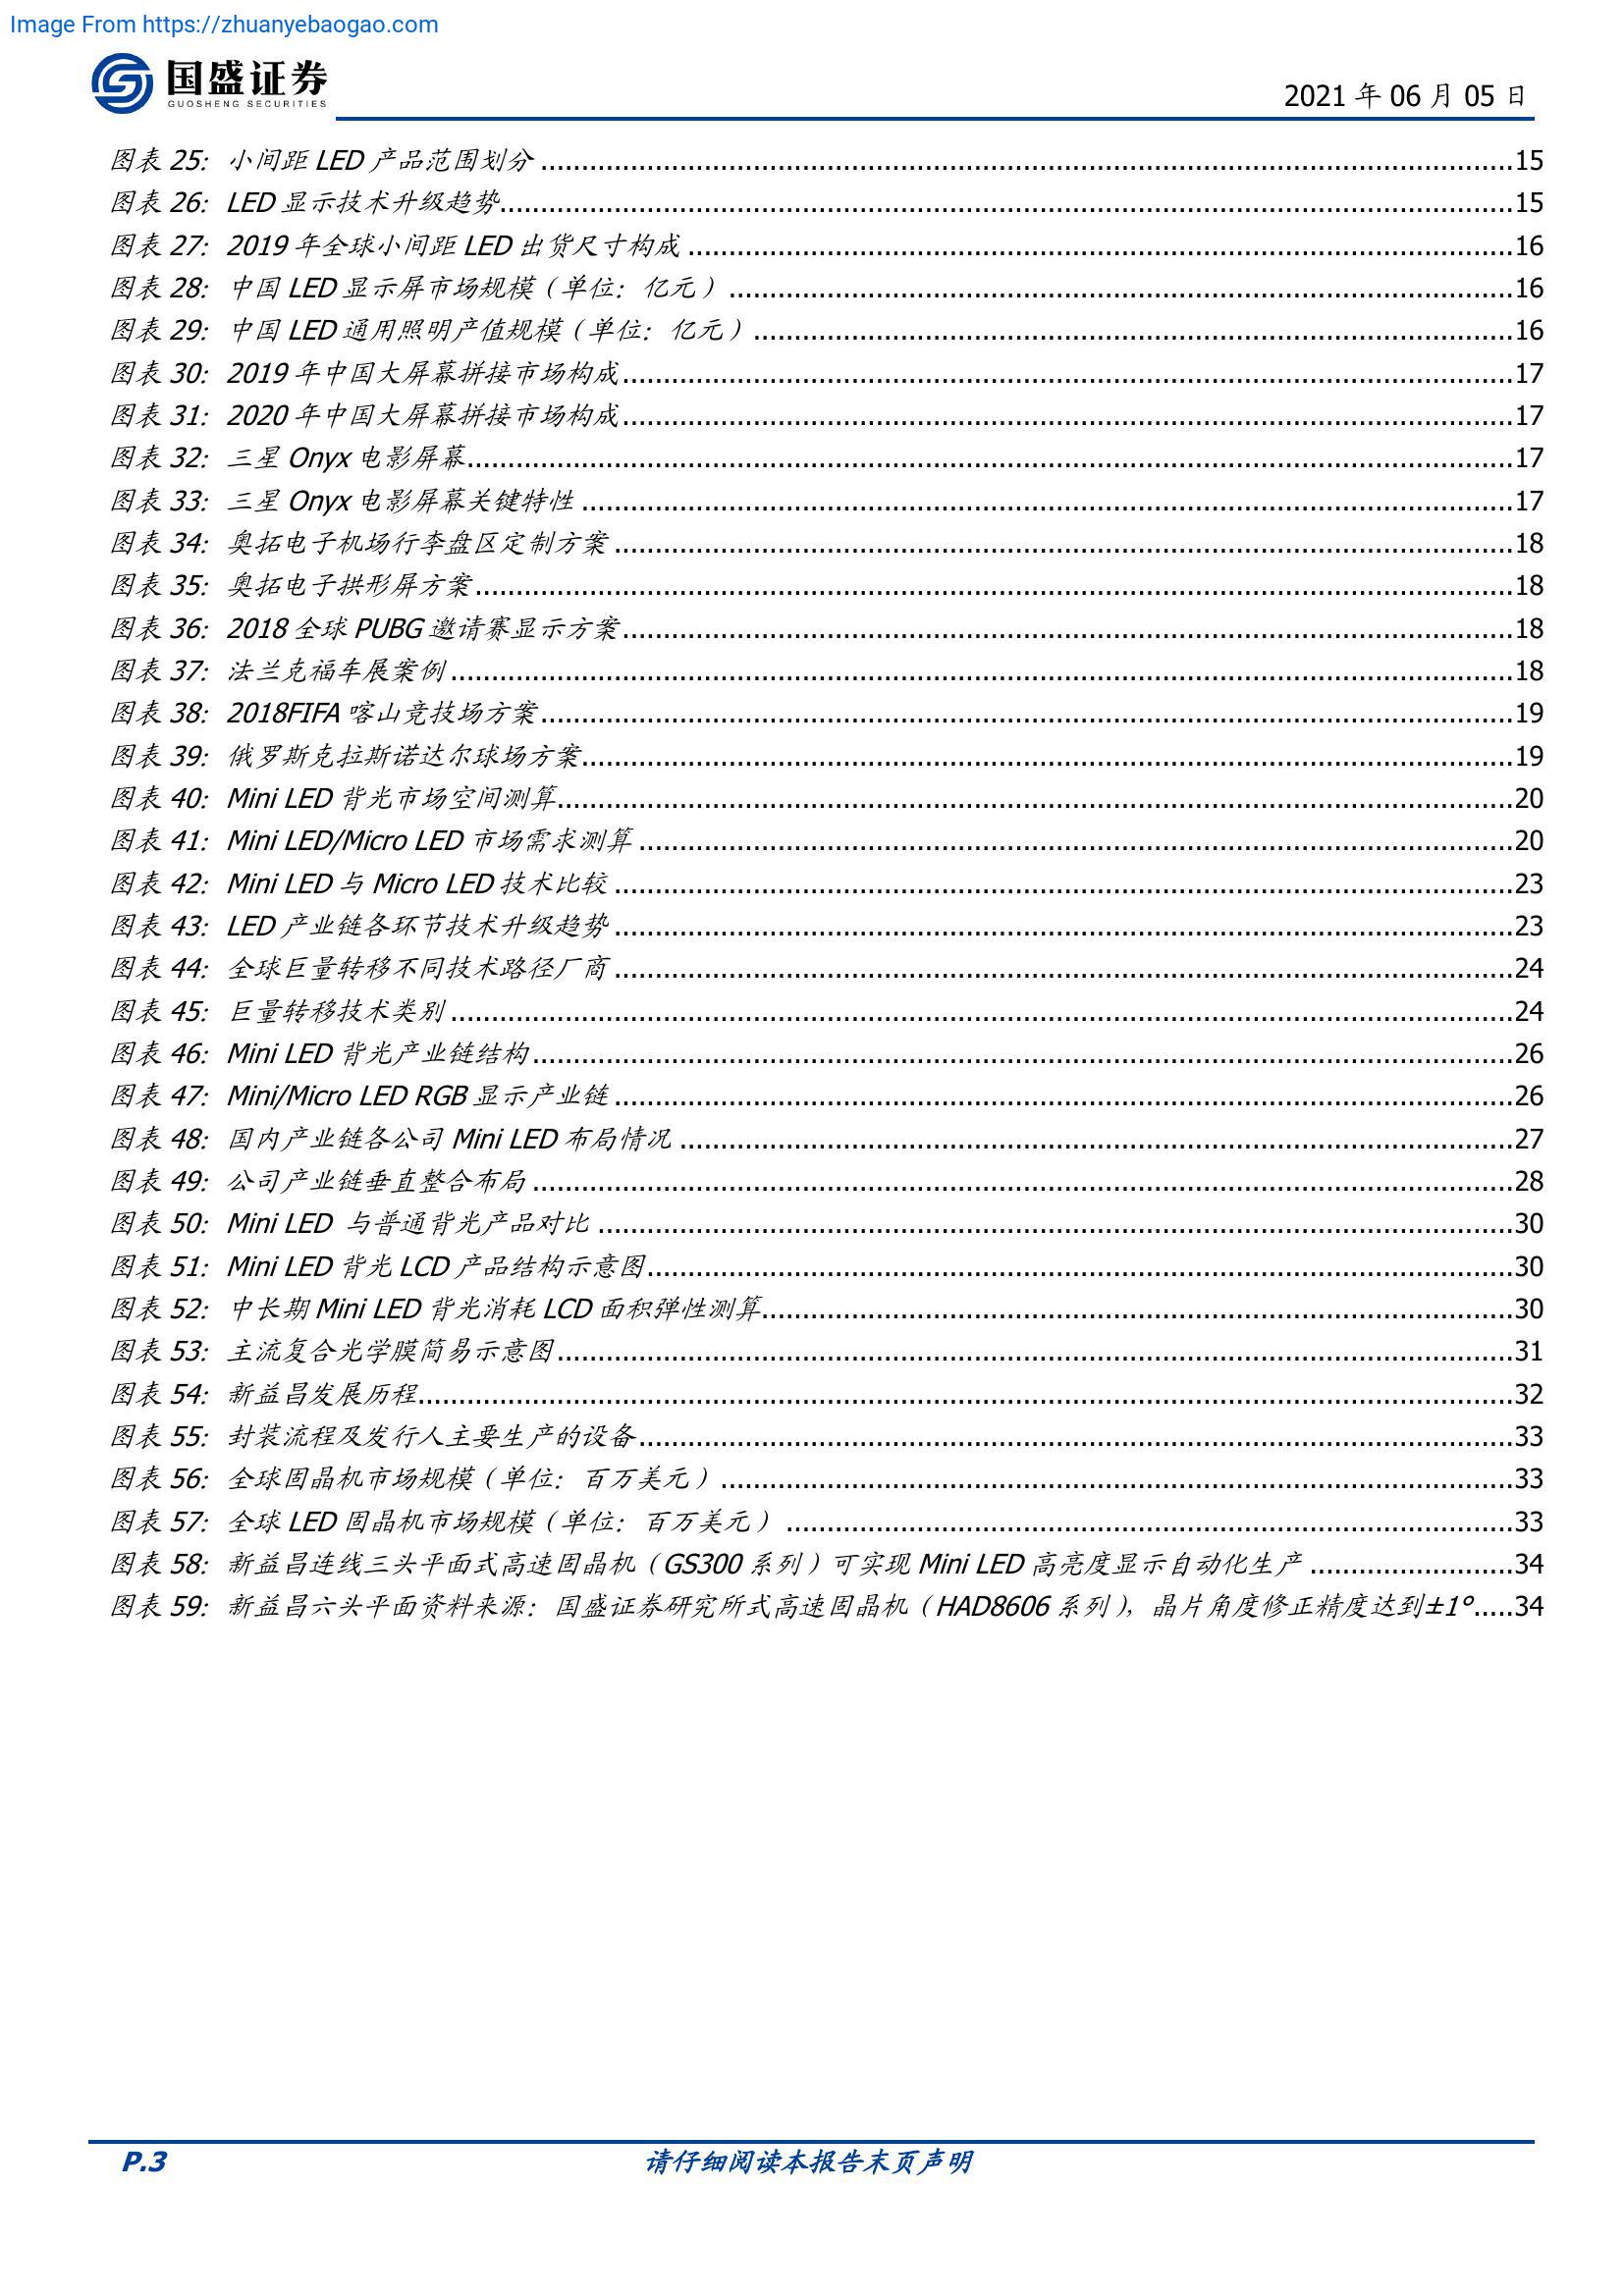 Image From https://zhuanyebaogao.com
国盛证券
GUOSHENG SECURITIES
2021 年 06 月 05 日
图表 25: 小间距 LED 产品范围划分 ........................................................................................................................15
图表 26: LED 显示技术升级趋势........................................................................................................................15
图表 27: 2019 年全球小间距 LED 出货尺寸构成 ........................................................................................................16
图表 28: 中国 LED 显示屏市场规模（单位: 亿元） ........................................................................................................16
图表 29: 中国 LED 通用照明产值规模（单位: 亿元） ....................................................................................................16
图表 30: 2019 年中国大屏幕拼接市场构成................................................................................................................17
图表 31: 2020 年中国大屏幕拼接市场构成................................................................................................................17
图表 32: 三星 Onyx 电影屏幕........................................................................................................................17
图表 33: 三星 Onyx 电影屏幕关键特性 ................................................................................................................17
图表 34: 奥拓电子机场行李盘区定制方案 ................................................................................................................18
图表 35: 奥拓电子拱形屏方案........................................................................................................................18
图表 36: 2018 全球 PUBG 邀请赛显示方案................................................................................................................18
图表 37: 法兰克福车展案例 ........................................................................................................................18
图表 38: 2018FIFA 喀山竞技场方案........................................................................................................................19
图表 39: 俄罗斯克拉斯诺达尔球场方案................................................................................................................19
图表 40: Mini LED 背光市场空间测算................................................................................................................20
图表 41: Mini LED/Micro LED 市场需求测算 ............................................................................................................20
图表 42: Mini LED 与 Micro LED 技术比较 ................................................................................................................23
图表 43: LED 产业链各环节技术升级趋势 ................................................................................................................23
图表 44: 全球巨量转移不同技术路径厂商 ................................................................................................................24
图表 45: 巨量转移技术类别 ........................................................................................................................24
图表 46: Mini LED 背光产业链结构........................................................................................................................26
图表 47: Mini/Micro LED RGB 显示产业链 ................................................................................................................26
图表 48: 国内产业链各公司 Mini LED 布局情况 ........................................................................................................27
图表 49: 公司产业链垂直整合布局 ........................................................................................................................28
图表 50: Mini LED 与普通背光产品对比 ................................................................................................................30
图表 51: Mini LED 背光 LCD 产品结构示意图............................................................................................................30
图表 52: 中长期 Mini LED 背光消耗 LCD 面积弹性测算................................................................................................30
图表 53: 主流复合光学膜简易示意图........................................................................................................................31
图表 54: 新益昌发展历程........................................................................................................................32
图表 55: 封装流程及发行人主要生产的设备............................................................................................................33
图表 56: 全球固晶机市场规模（单位: 百万美元） ....................................................................................................33
图表 57: 全球 LED 固晶机市场规模（单位: 百万美元） ................................................................................................33
图表 58: 新益昌连线三头平面式高速固晶机（GS300 系列）可实现 Mini LED 高亮度显示自动化生产 .........................34
图表 59: 新益昌六头平面资料来源: 国盛证券研究所式高速固晶机（HAD8606 系列），晶片角度修正精度达到±1°.....34
P.3
请仔细阅读本报告末页声明